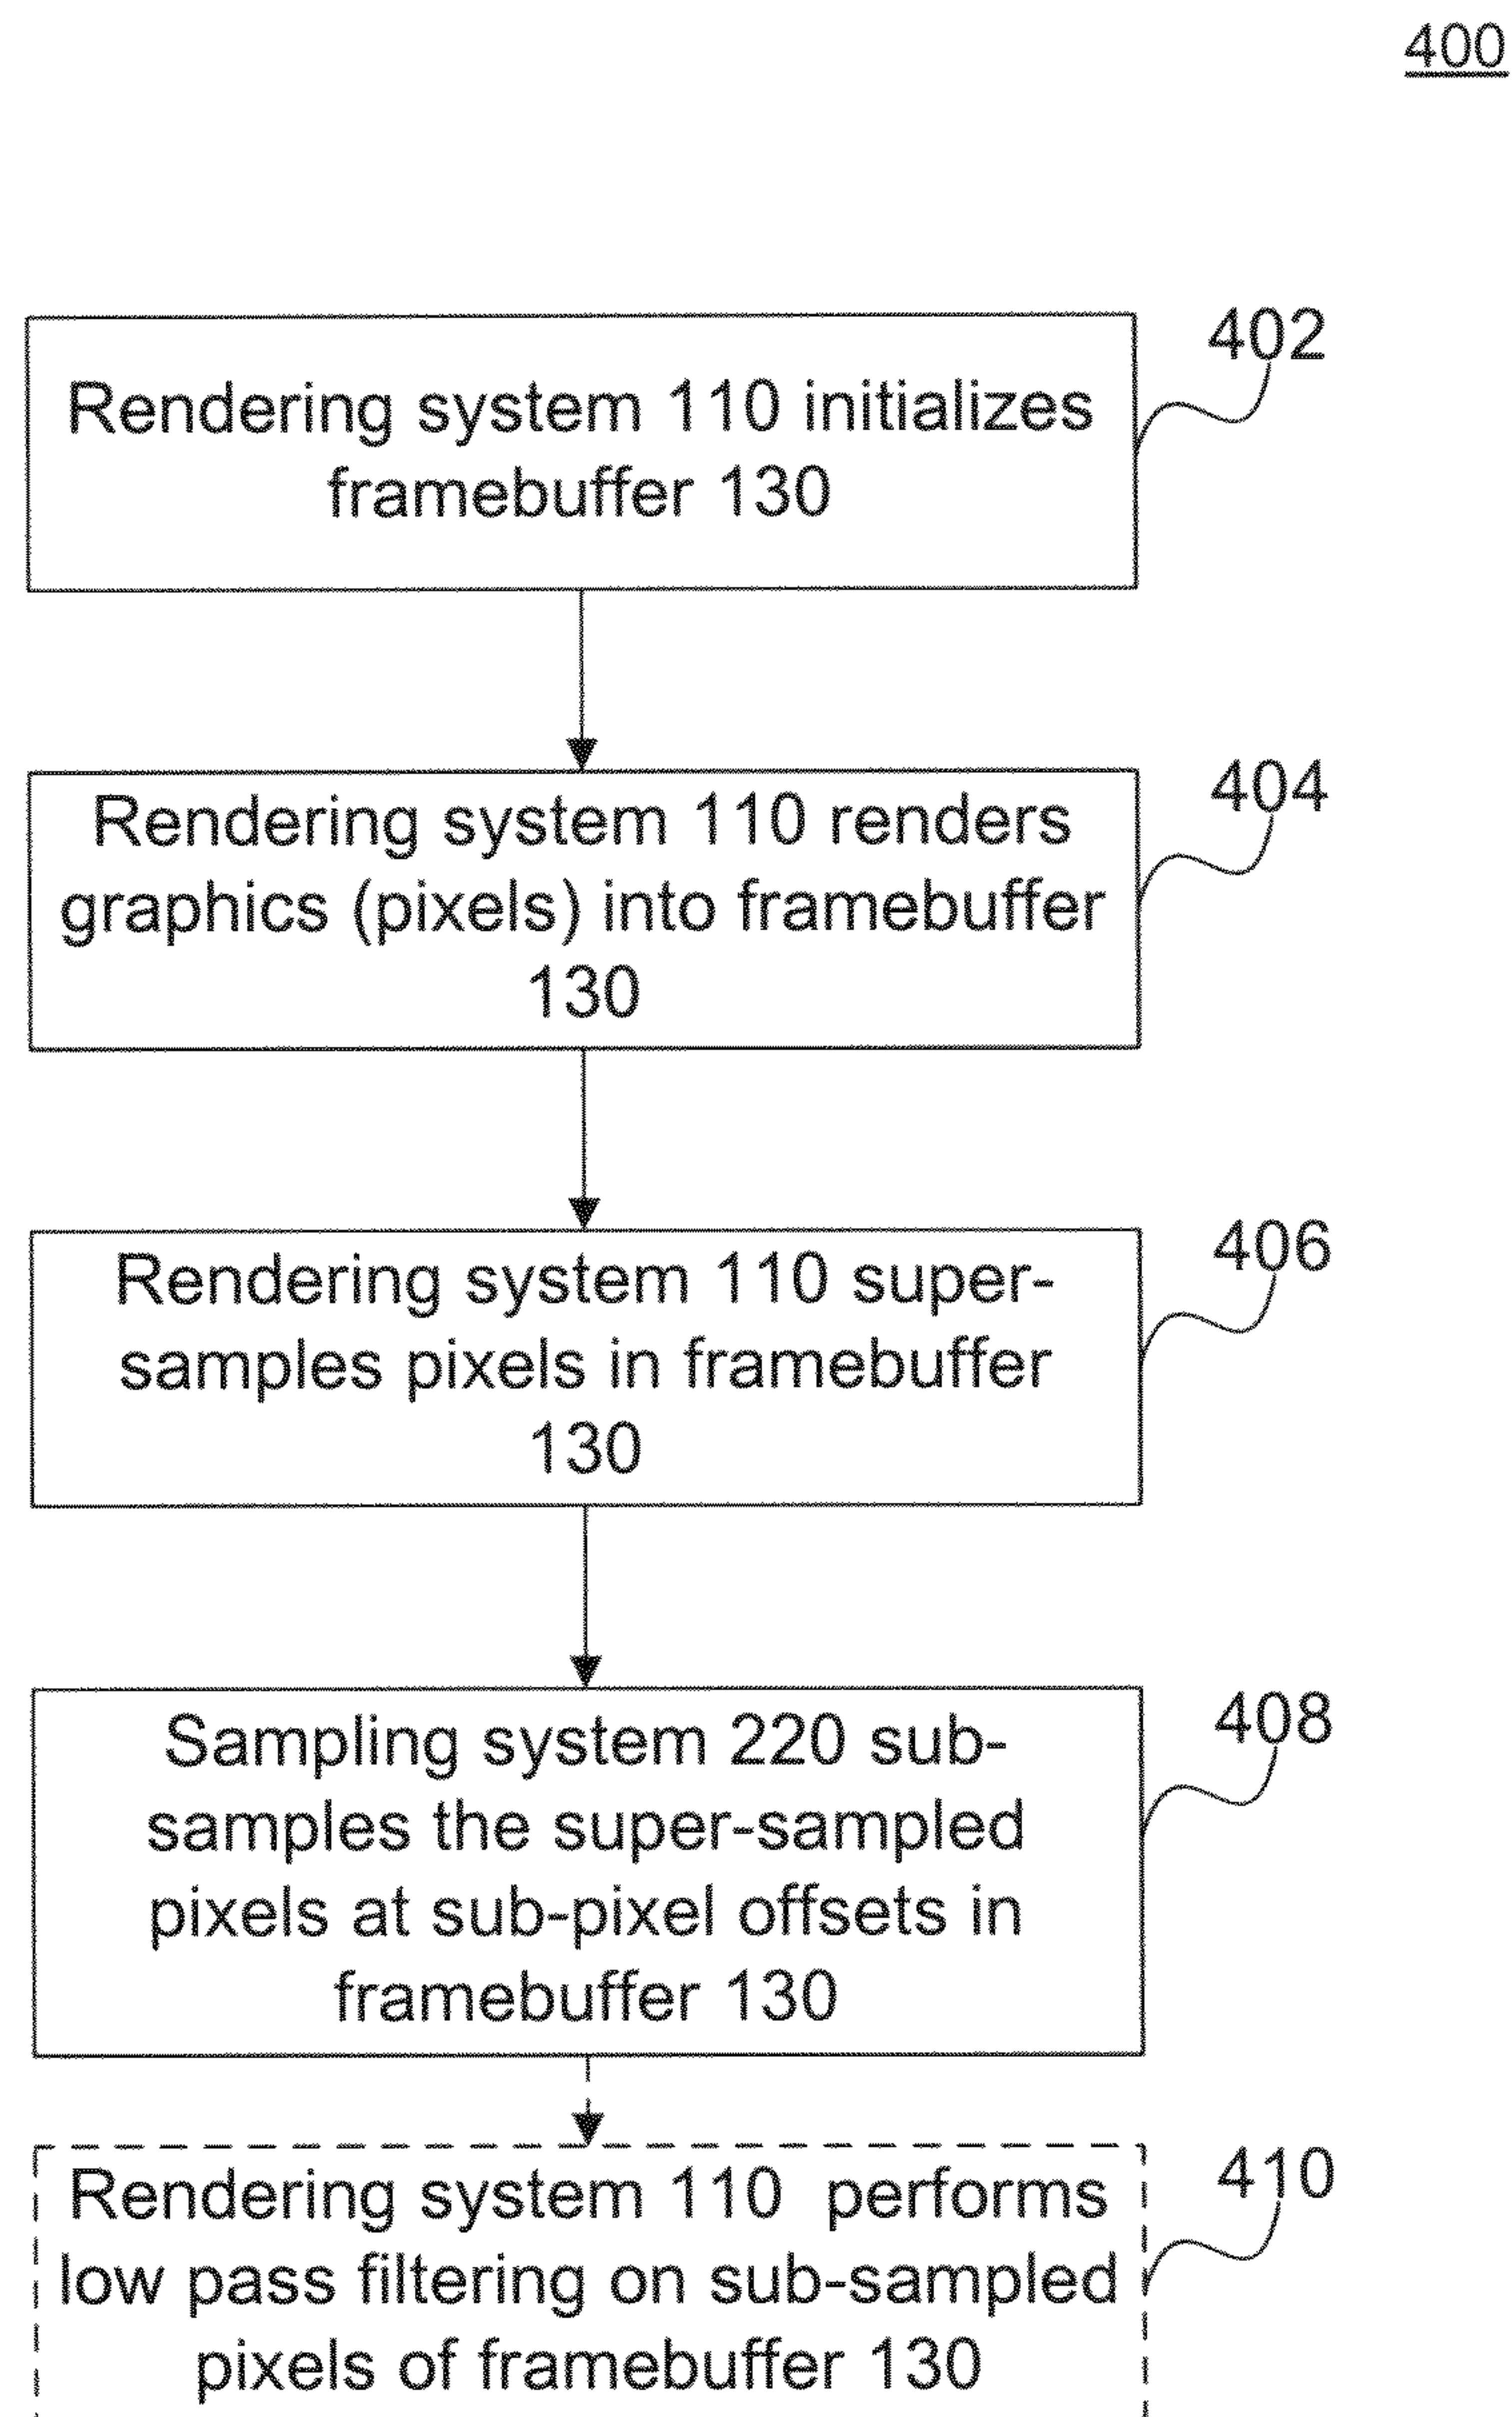 400
402
Rendering system 110 initializes
framebuffer 130
404
Rendering system 110 renders
graphics (pixels) into framebuffer
130
406
Rendering system 110 super-
samples pixels in framebuffer
130
408
Sampling system 220 sub-
samples the super-sampled
pixels at sub-pixel offsets in
framebuffer 130
410
Rendering system 110 performs
low pass filtering on sub-sampled
pixels of framebuffer 130